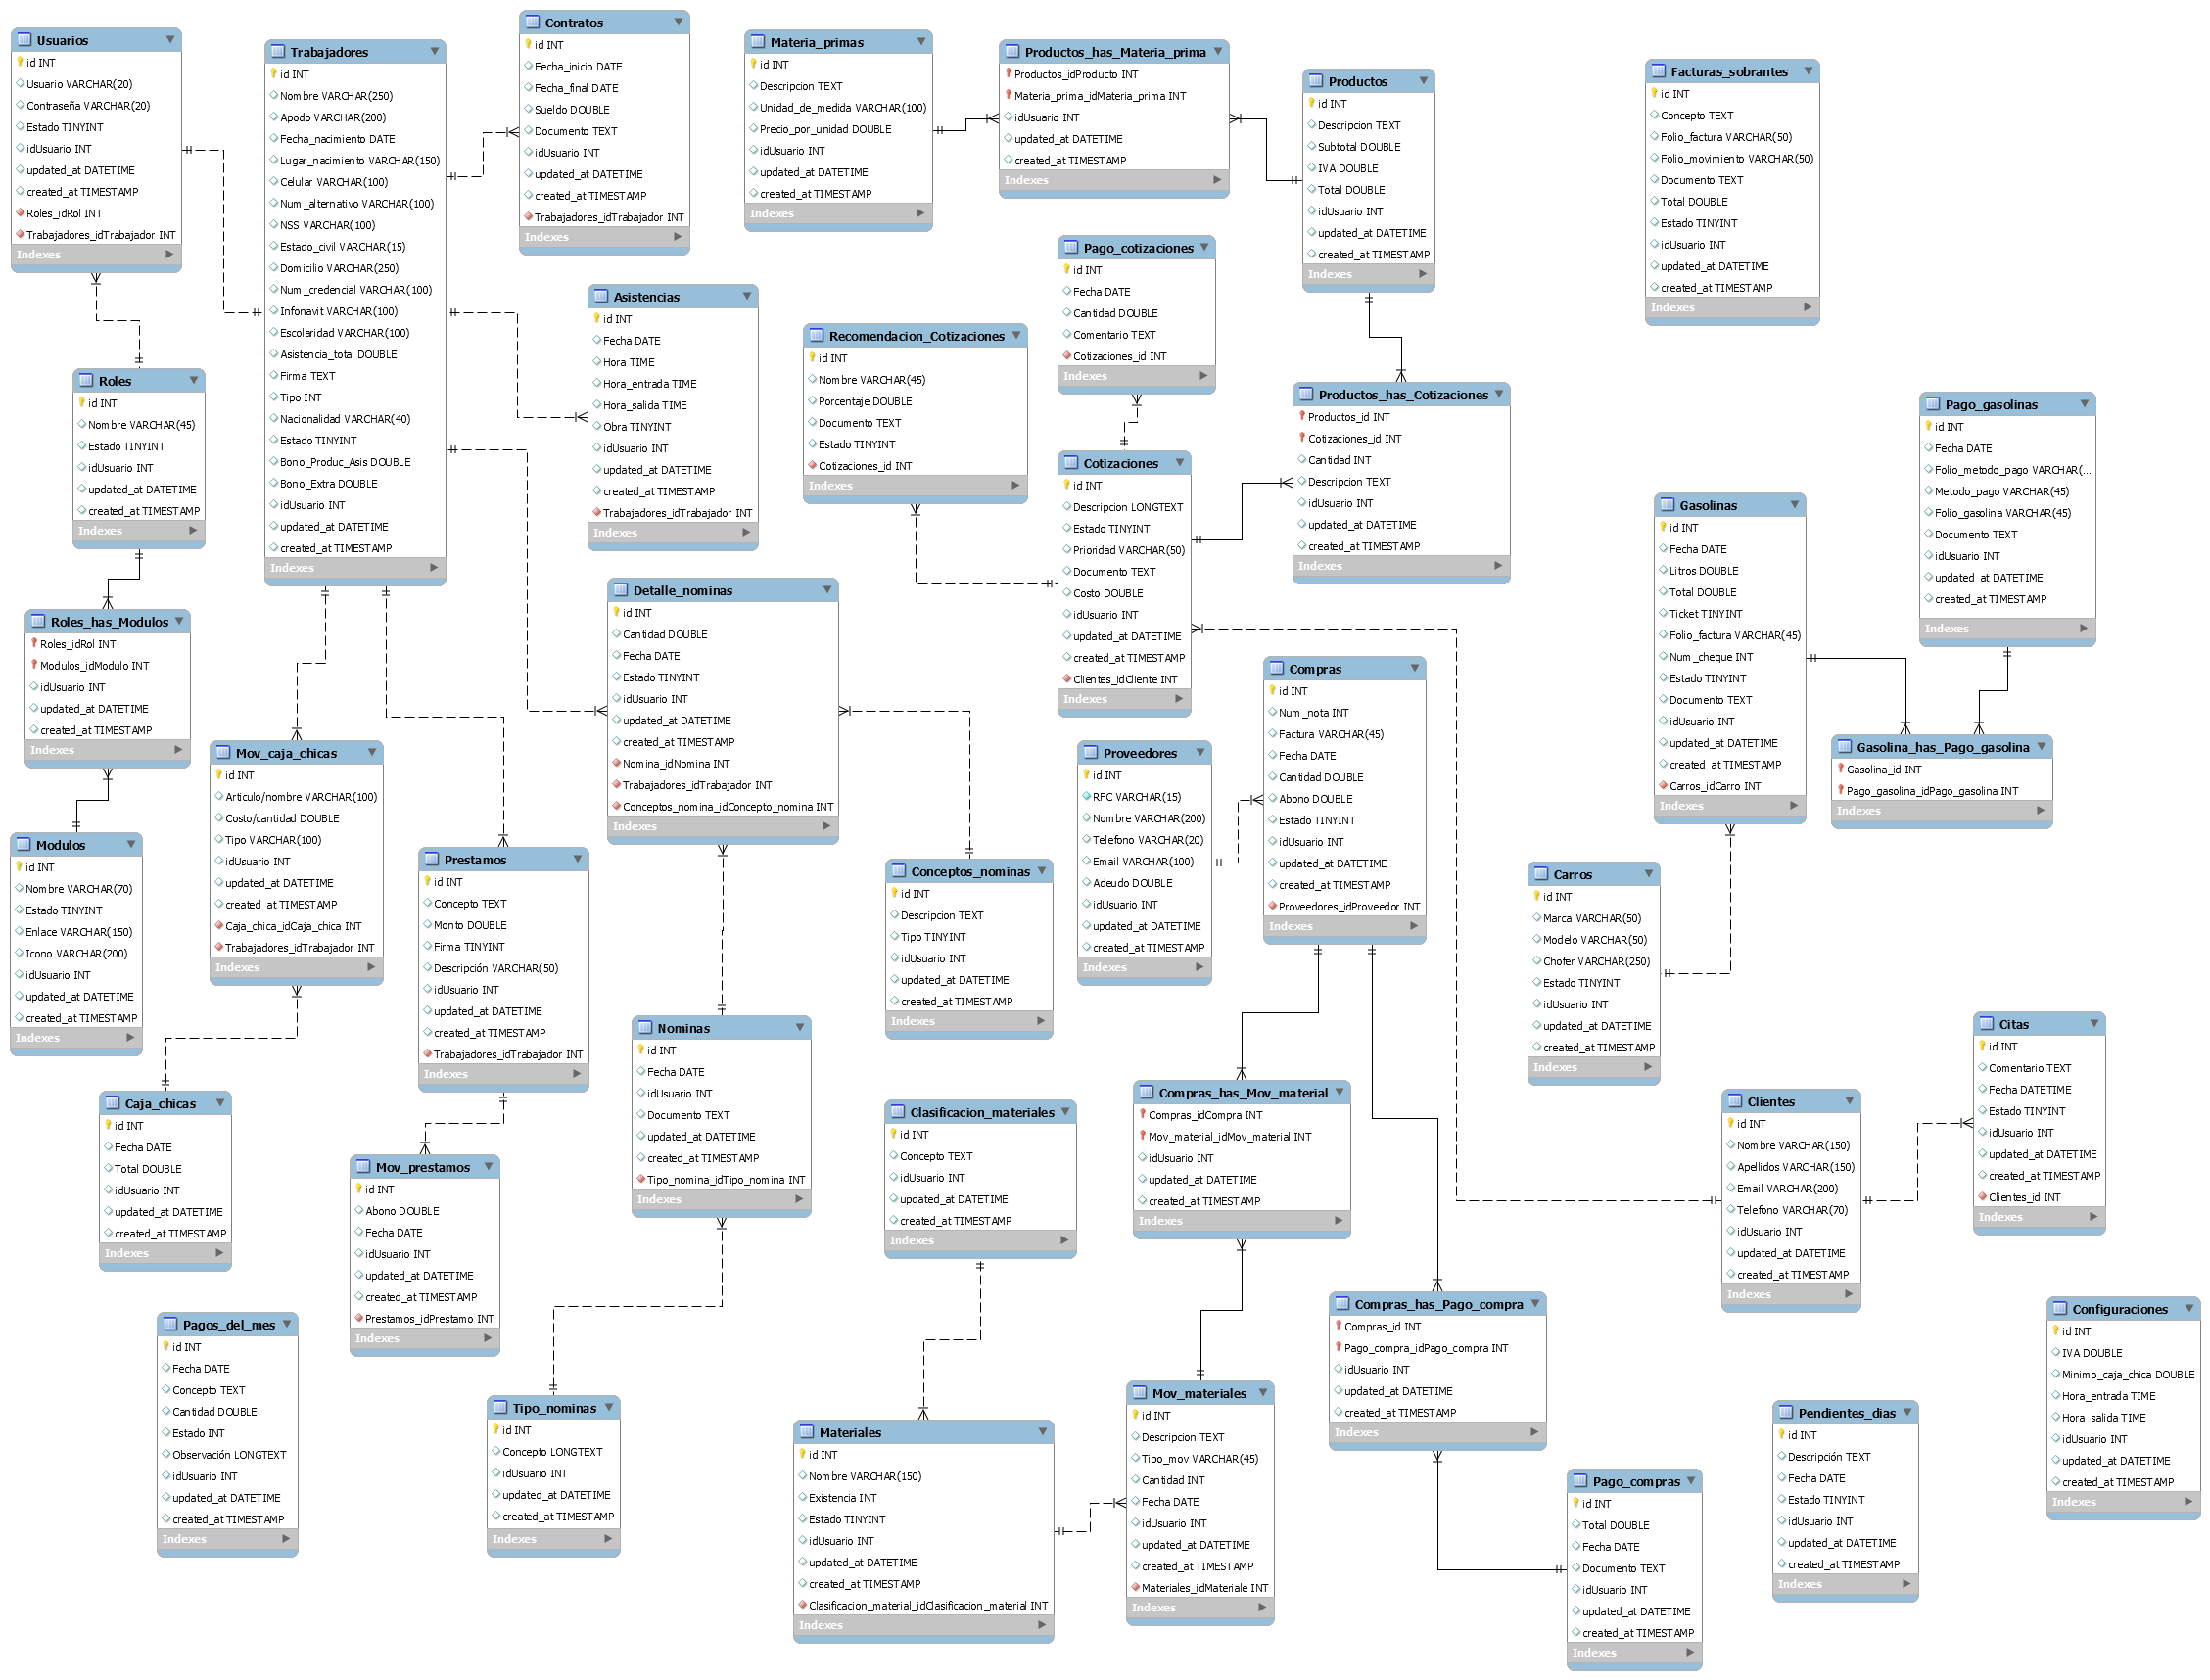 Usuarios
id INT
Usuario VARCHAR(20)
Contraseña VARCHAR(20)
Estado TINYINT
idUsuario INT
updated_at DATETIME
created_at TIMESTAMP
Roles_idRol INT
Trabajadores_idTrabajador INT
Indexes
Trabajadores
id INT
Nombre VARCHAR(250)
Apodo VARCHAR(200)
Fecha_nacimiento DATE
Lugar_nacimiento VARCHAR(150)
Celular VARCHAR(100)
Num_alternativo VARCHAR(100)
NSS VARCHAR(100)
Estado_civil VARCHAR(15)
Domicilio VARCHAR(250)
Num_credencial VARCHAR(100)
Infonavit VARCHAR(100)
Escolaridad VARCHAR(100)
Asistencia_total DOUBLE
Firma TEXT
Tipo INT
Nacionalidad VARCHAR(40)
Estado TINYINT
Bono_Produc_Asis DOUBLE
Bono_Extra DOUBLE
idUsuario INT
updated_at DATETIME
created_at TIMESTAMP
Indexes
Contratos
id INT
Fecha_inicio DATE
Fecha_final DATE
Sueldo DOUBLE
Documento TEXT
idUsuario INT
updated_at DATETIME
created_at TIMESTAMP
Trabajadores_idTrabajador INT
Indexes
Materia_primas
id INT
Descripcion TEXT
Unidad_de_medida VARCHAR(100)
Precio_por_unidad DOUBLE
idUsuario INT
updated_at DATETIME
created_at TIMESTAMP
Indexes
Productos_has_Materia_prima
Productos_idProducto INT
Materia_prima_idMateria_prima INT
idUsuario INT
updated_at DATETIME
created_at TIMESTAMP
Indexes
Productos
id INT
Descripcion TEXT
Subtotal DOUBLE
IVA DOUBLE
Total DOUBLE
idUsuario INT
updated_at DATETIME
created_at TIMESTAMP
Indexes
Facturas_sobrantes
id INT
Concepto TEXT
Folio_factura VARCHAR(50)
Folio_movimiento VARCHAR(50)
Documento TEXT
Total DOUBLE
Estado TINYINT
idUsuario INT
updated_at DATETIME
created_at TIMESTAMP
Indexes
Pago_cotizaciones
id INT
Fecha DATE
Cantidad DOUBLE
Comentario TEXT
Cotizaciones_id INT
Indexes
Asistencias
id INT
Fecha DATE
Hora TIME
Hora_entrada TIME
Hora_salida TIME
Obra TINYINT
idUsuario INT
updated_at DATETIME
created_at TIMESTAMP
Trabajadores_idTrabajador INT
Indexes
Recomendacion_Cotizaciones
id INT
Nombre VARCHAR(45)
Porcentaje DOUBLE
Documento TEXT
Estado TINYINT
Cotizaciones_id INT
Indexes
Roles
id INT
Nombre VARCHAR(45)
Estado TINYINT
idUsuario INT
updated_at DATETIME
created_at TIMESTAMP
Indexes
Productos_has_Cotizaciones
Productos_id INT
Cotizaciones_id INT
Cantidad INT
Descripcion TEXT
idUsuario INT
updated_at DATETIME
created_at TIMESTAMP
Indexes
Pago_gasolinas
id INT
Fecha DATE
Folio_metodo_pago VARCHAR(...
Metodo_pago VARCHAR(45)
Folio_gasolina VARCHAR(45)
Documento TEXT
idUsuario INT
updated_at DATETIME
created_at TIMESTAMP
Indexes
Cotizaciones
id INT
Descripcion LONGTEXT
Estado TINYINT
Prioridad VARCHAR(50)
Documento TEXT
Costo DOUBLE
idUsuario INT
updated_at DATETIME
created_at TIMESTAMP
Clientes_idCliente INT
Indexes
Gasolinas
id INT
Fecha DATE
Litros DOUBLE
Total DOUBLE
Ticket TINYINT
Folio_factura VARCHAR(45)
Num_cheque INT
Estado TINYINT
Documento TEXT
idUsuario INT
updated_at DATETIME
created_at TIMESTAMP
Carros_idCarro INT
Indexes
Detalle_nominas
id INT
Cantidad DOUBLE
Fecha DATE
Estado TINYINT
idUsuario INT
updated_at DATETIME
created_at TIMESTAMP
Nomina_idNomina INT
Trabajadores_idTrabajador INT
Conceptos_nomina_idConcepto_nomina INT
Indexes
Roles_has_Modulos
Roles_idRol INT
Modulos_idModulo INT
idUsuario INT
updated_at DATETIME
created_at TIMESTAMP
Indexes
Compras
id INT
Num_nota INT
Factura VARCHAR(45)
Fecha DATE
Cantidad DOUBLE
Abono DOUBLE
Estado TINYINT
idUsuario INT
updated_at DATETIME
created_at TIMESTAMP
Proveedores_idProveedor INT
Indexes
Gasolina_has_Pago_gasolina
Gasolina_id INT
Pago_gasolina_idPago_gasolina INT
Indexes
Mov_caja_chicas
id INT
Articulo/nombre VARCHAR(100)
Costo/cantidad DOUBLE
Tipo VARCHAR(100)
idUsuario INT
updated_at DATETIME
created_at TIMESTAMP
Caja_chica_idCaja_chica INT
Trabajadores_idTrabajador INT
Indexes
Proveedores
id INT
RFC VARCHAR(15)
Nombre VARCHAR(200)
Telefono VARCHAR(20)
Email VARCHAR(100)
Adeudo DOUBLE
idUsuario INT
updated_at DATETIME
created_at TIMESTAMP
Indexes
Modulos
id INT
Nombre VARCHAR(70)
Estado TINYINT
Enlace VARCHAR(150)
Icono VARCHAR(200)
idUsuario INT
updated_at DATETIME
created_at TIMESTAMP
Indexes
Prestamos
id INT
Concepto TEXT
Monto DOUBLE
Firma TINYINT
Descripción VARCHAR(50)
idUsuario INT
updated_at DATETIME
created_at TIMESTAMP
Trabajadores_idTrabajador INT
Indexes
Conceptos_nominas
id INT
Descripcion TEXT
Tipo TINYINT
idUsuario INT
updated_at DATETIME
created_at TIMESTAMP
Indexes
Carros
id INT
Marca VARCHAR(50)
Modelo VARCHAR(50)
Chofer VARCHAR(250)
Estado TINYINT
idUsuario INT
updated_at DATETIME
created_at TIMESTAMP
Indexes
Nominas
id INT
Fecha DATE
idUsuario INT
Documento TEXT
updated_at DATETIME
created_at TIMESTAMP
Tipo_nomina_idTipo_nomina INT
Indexes
Citas
id INT
Comentario TEXT
Fecha DATETIME
Estado TINYINT
idUsuario INT
updated_at DATETIME
created_at TIMESTAMP
Clientes_id INT
Indexes
Caja_chicas
id INT
Fecha DATE
Total DOUBLE
idUsuario INT
updated_at DATETIME
created_at TIMESTAMP
Indexes
Clasificacion_materiales
id INT
Concepto TEXT
idUsuario INT
updated_at DATETIME
created_at TIMESTAMP
Indexes
Compras_has_Mov_material
Compras_idCompra INT
Mov_material_idMov_material INT
idUsuario INT
updated_at DATETIME
created_at TIMESTAMP
Indexes
Clientes
id INT
Nombre VARCHAR(150)
Apellidos VARCHAR(150)
Email VARCHAR(200)
Telefono VARCHAR(70)
idUsuario INT
updated_at DATETIME
created_at TIMESTAMP
Indexes
Mov_prestamos
id INT
Abono DOUBLE
Fecha DATE
idUsuario INT
updated_at DATETIME
created_at TIMESTAMP
Prestamos_idPrestamo INT
Indexes
Pagos_del_mes
id INT
Fecha DATE
Concepto TEXT
Cantidad DOUBLE
Estado INT
Observación LONGTEXT
idUsuario INT
updated_at DATETIME
created_at TIMESTAMP
Indexes
Compras_has_Pago_compra
Compras_id INT
Pago_compra_idPago_compra INT
idUsuario INT
updated_at DATETIME
created_at TIMESTAMP
Indexes
Configuraciones
id INT
IVA DOUBLE
Minimo_caja_chica DOUBLE
Hora_entrada TIME
Hora_salida TIME
idUsuario INT
updated_at DATETIME
created_at TIMESTAMP
Indexes
Tipo_nominas
id INT
Concepto LONGTEXT
idUsuario INT
updated_at DATETIME
created_at TIMESTAMP
Indexes
Materiales
id INT
Nombre VARCHAR(150)
Existencia INT
Estado TINYINT
idUsuario INT
updated_at DATETIME
created_at TIMESTAMP
Clasificacion_material_idClasificacion_material INT
Indexes
Mov_materiales
id INT
Descripcion TEXT
Tipo_mov VARCHAR(45)
Cantidad INT
Fecha DATE
idUsuario INT
updated_at DATETIME
created_at TIMESTAMP
Materiales_idMateriale INT
Indexes
Pendientes_dias
id INT
Descripción TEXT
Fecha DATE
Estado TINYINT
idUsuario INT
updated_at DATETIME
created_at TIMESTAMP
Indexes
Pago_compras
id INT
Total DOUBLE
Fecha DATE
Documento TEXT
idUsuario INT
updated_at DATETIME
created_at TIMESTAMP
Indexes